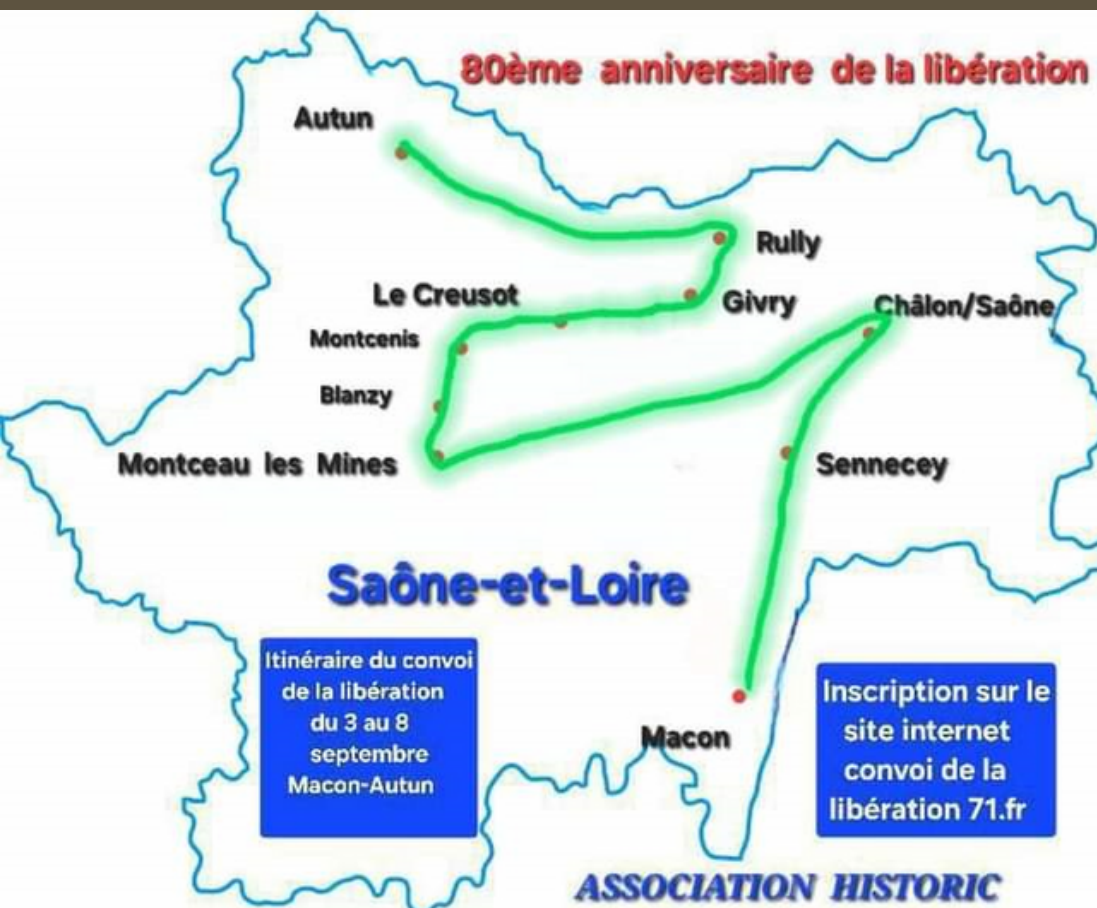 80ème anniversaire de la libération
Autun
Rully
Le Creusot
Givry
Châlon/Saône
Montcenis
Blanzy
Montceau les Mines
Sennecey
Saône-et-Loire
Itinéraire du convoi
de la libération
du 3 au 8
septembre
Macon-Autun
Inscription sur le
site internet
convoi de la
libération 71.fr
Macon
ASSOCIATION HISTORIC